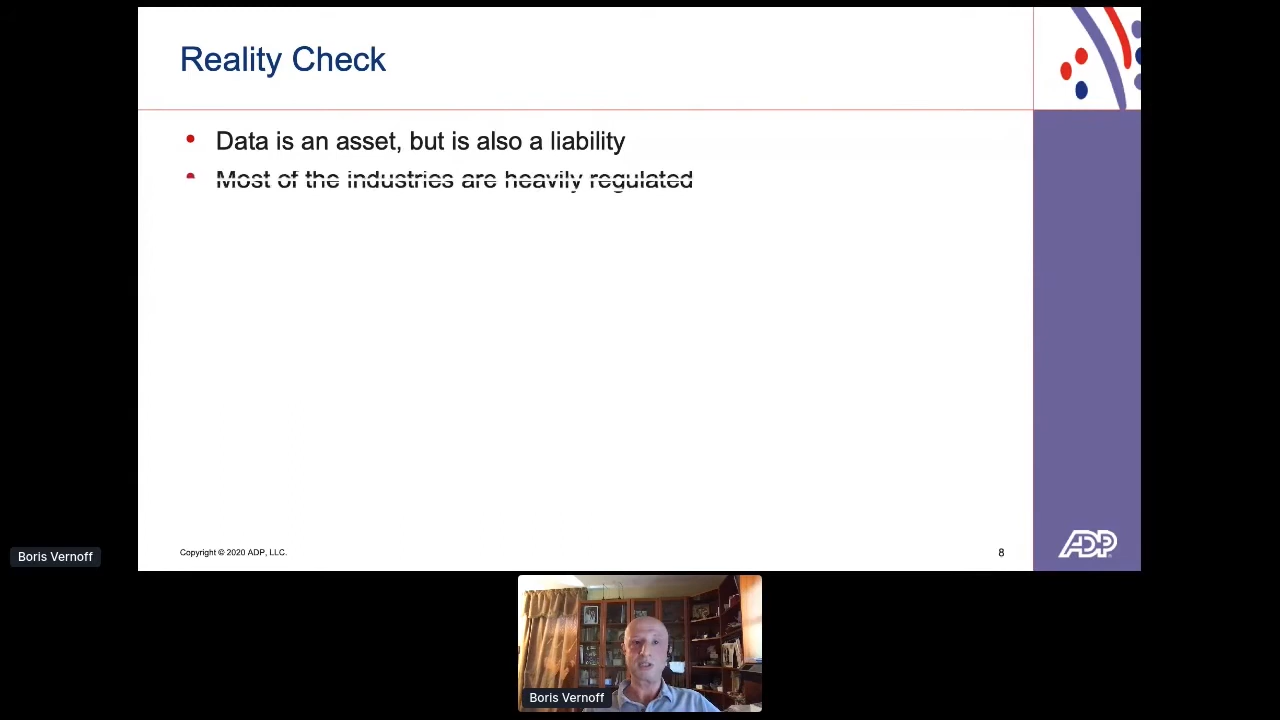 Reality Check
• Data is an asset, but is also a liability
• Most of the industries are heavily regulated
Copyright © 2020 ADP, LLC.
8
ADP
Boris Vernoff
Boris Vernoff